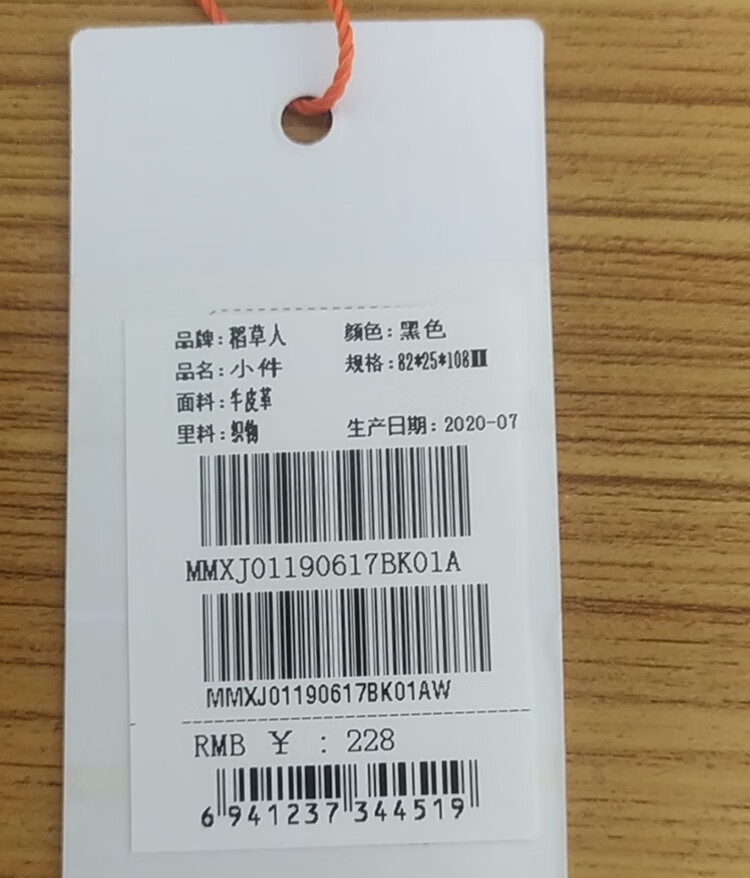 品牌:稻草人 颜色:黑色
品名:小件 规格:82*25*108㎜
面料:牛皮革
里料:织物 生产日期:2020-07
MMXJ01190617BK01A
MMXJ01190617BK01AW
RMB ¥ : 228
6 941237 344519